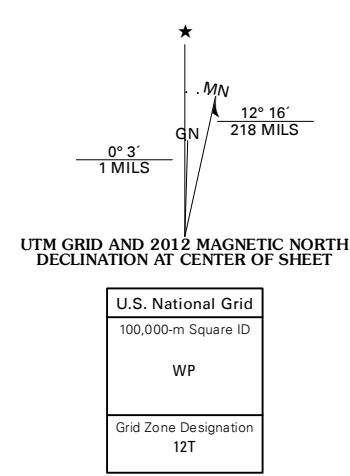 MN
GN
12° 16´
218 MILS
0° 3´
1 MILS
UTM GRID AND 2012 MAGNETIC NORTH
DECLINATION AT CENTER OF SHEET
U.S. National Grid
100,000-m Square ID
WP
Grid Zone Designation
12T